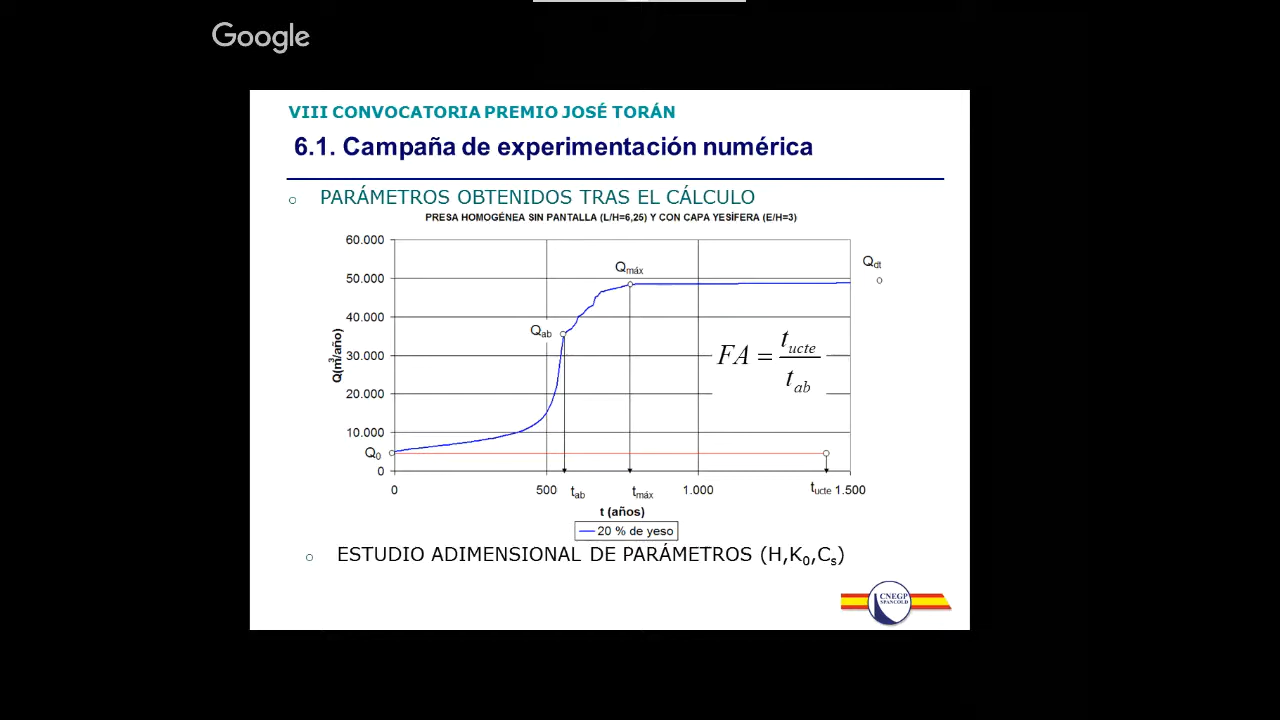 Google
VIII CONVOCATORIA PREMIO JOSÉ TORÁN
6.1. Campaña de experimentación numérica
PARÁMETROS OBTENIDOS TRAS EL CÁLCULO
PRESA HOMOGÉNEA SIN PANTALLA (L/H=6,25) Y CON CAPA YESÍFERA (E/H=3)
60.000
50.000
40.000
30.000
20.000
10.000
0
Q(m³/año)
Q₀
Qab
Qmáx
Qdt
FA = tucte / tab
0
500
tab
tmáx
1.000
tucte
1.500
t (años)
20 % de yeso
ESTUDIO ADIMENSIONAL DE PARÁMETROS (H,K₀,Cs)
CNEGP
SPANCOLD